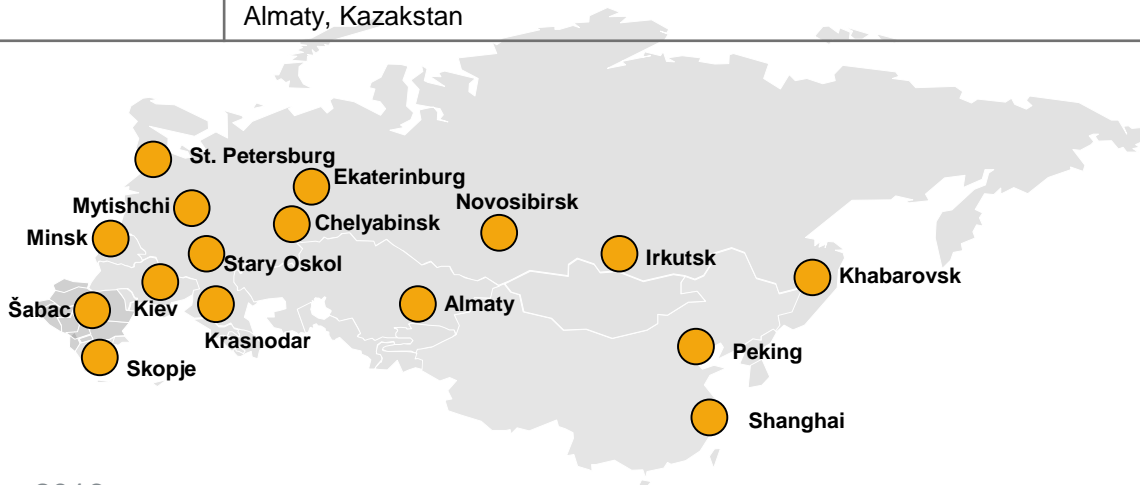 Almaty, Kazakstan
St. Petersburg
Ekaterinburg
Mytishchi
Novosibirsk
Chelyabinsk
Minsk
Stary Oskol
Irkutsk
Khabarovsk
Šabac
Kiev
Almaty
Krasnodar
Peking
Skopje
Shanghai